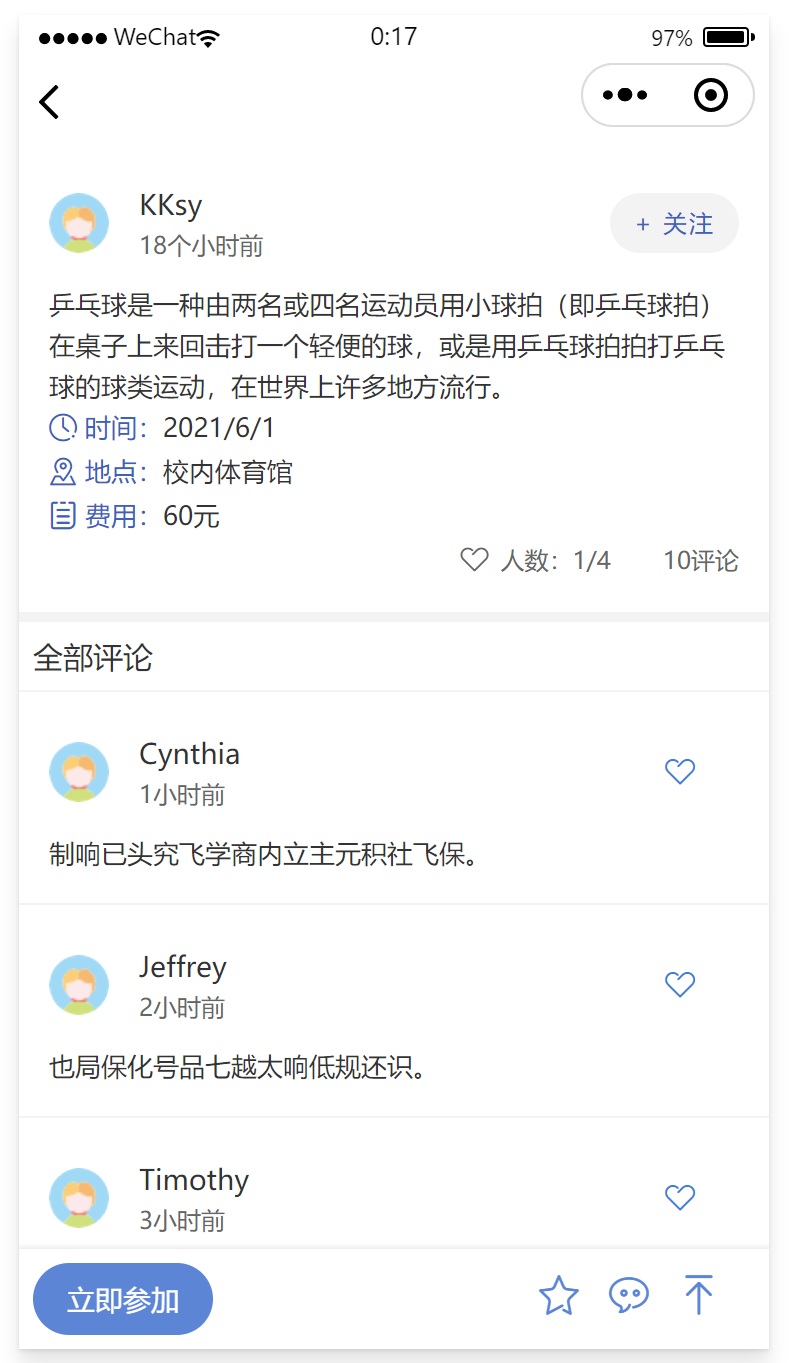 WeChat 0:17 97%
KKsy
18个小时前
+ 关注
乒乓球是一种由两名或四名运动员用小球拍（即乒乓球拍）
在桌子上来回击打一个轻便的球，或是用乒乓球拍拍打乒乓
球的球类运动，在世界上许多地方流行。
时间：2021/6/1
地点：校内体育馆
费用：60元
人数：1/4 10评论
全部评论
Cynthia
1小时前
制响已头究飞学商内立主元积社飞保。
Jeffrey
2小时前
也局保化号品七越太响低规还识。
Timothy
3小时前
立即参加